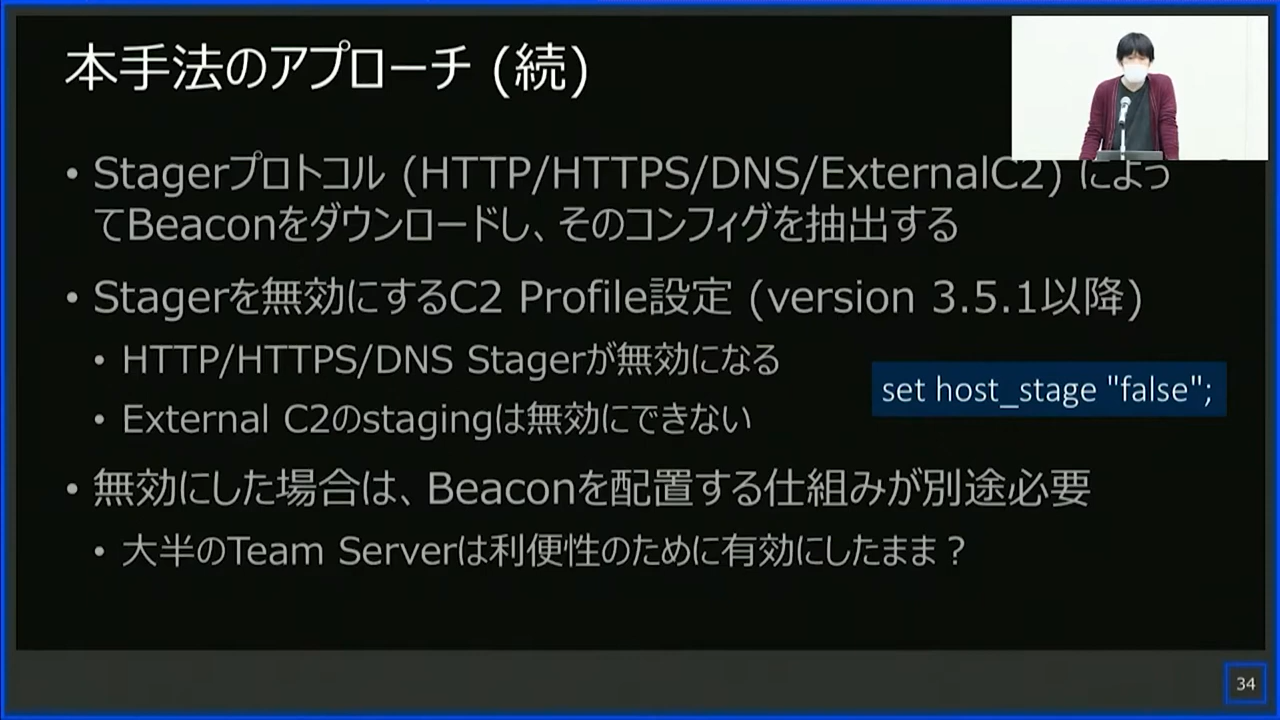 本手法のアプローチ (続)
• Stagerプロトコル (HTTP/HTTPS/DNS/ExternalC2) によっ
てBeaconをダウンロードし、そのコンフィグを抽出する
• Stagerを無効にするC2 Profile設定 (version 3.5.1以降)
• HTTP/HTTPS/DNS Stagerが無効になる
set host_stage "false";
• External C2のstagingは無効にできない
• 無効にした場合は、Beaconを配置する仕組みが別途必要
• 大半のTeam Serverは利便性のために有効にしたまま？
34